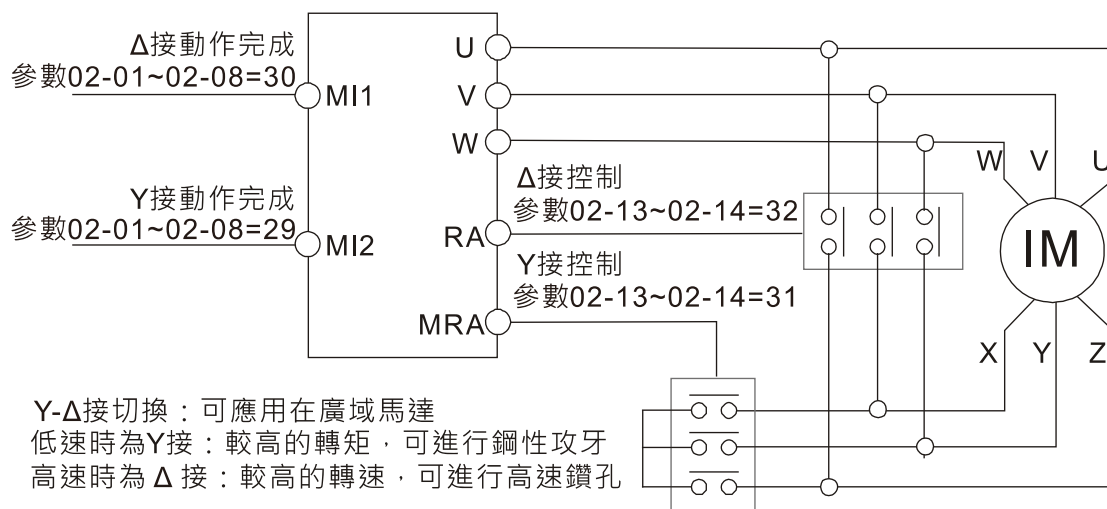 Δ接動作完成
參數02-01~02-08=30
MI1
Y接動作完成
參數02-01~02-08=29
MI2
U
V
W
RA
MRA
Δ接控制
參數02-13~02-14=32
Y接控制
參數02-13~02-14=31
W V U
IM
X Y Z
Y-Δ接切換：可應用在廣域馬達
低速時為Y接：較高的轉矩，可進行鋼性攻牙
高速時為Δ接：較高的轉速，可進行高速鑽孔